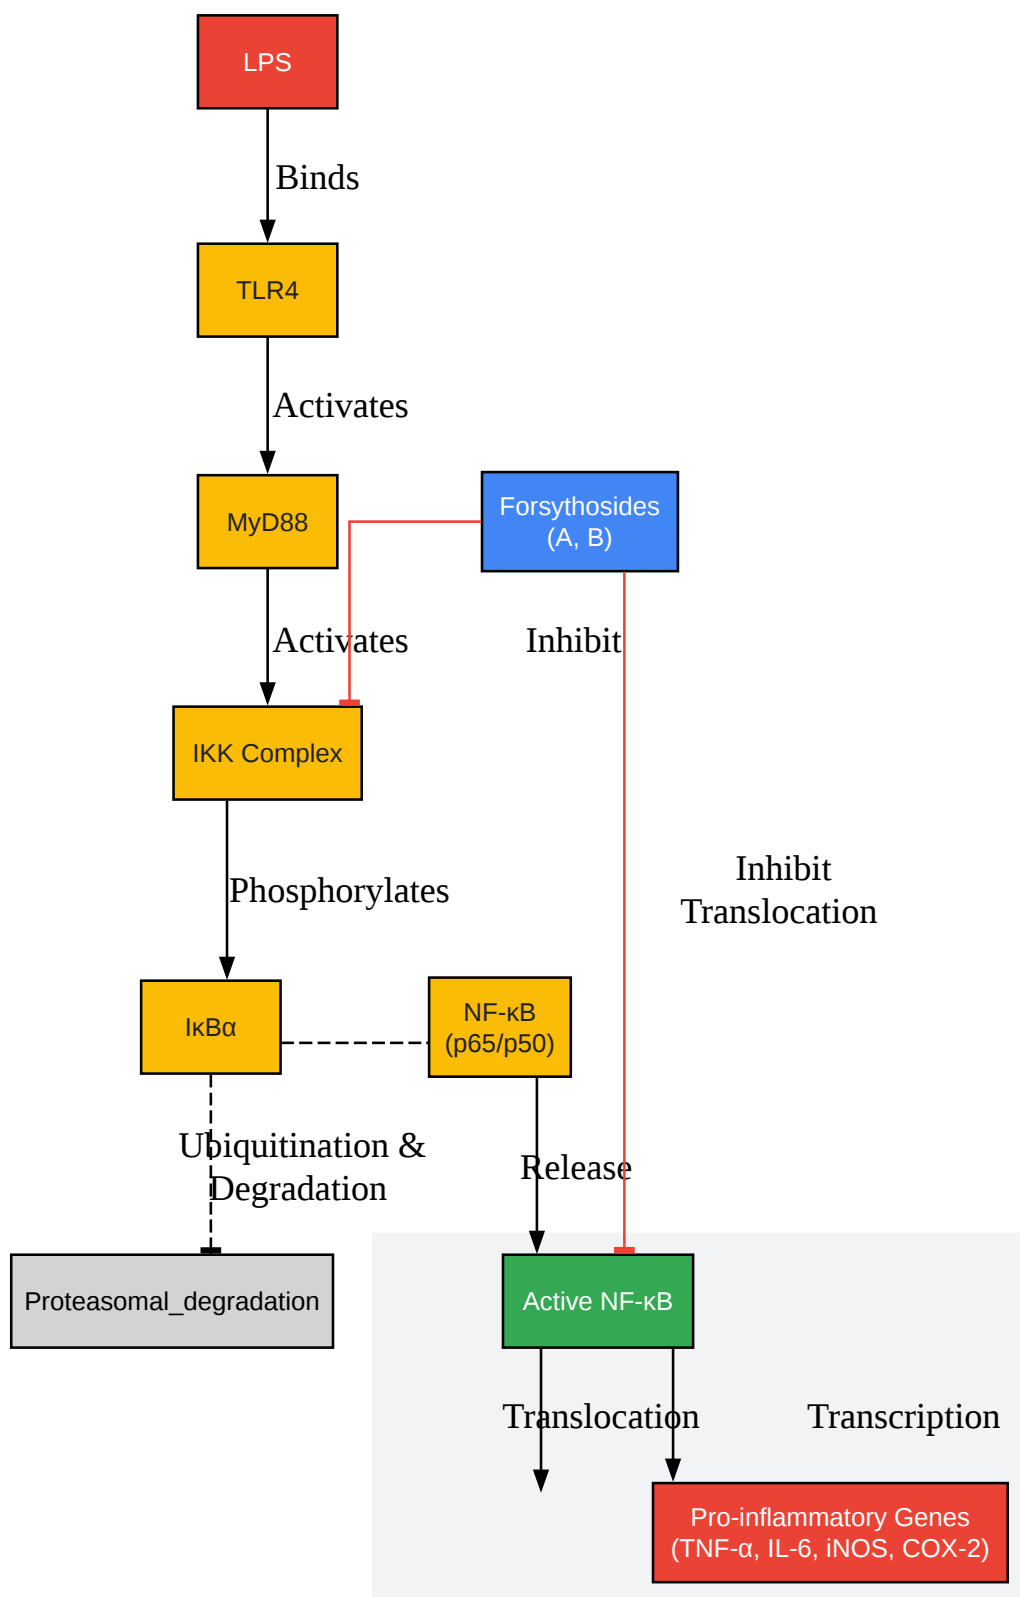 LPS
Binds
TLR4
Activates
MyD88
Forsythosides
(A, B)
Activates
Inhibit
IKK Complex
Inhibit
Translocation
Phosphorylates
IκBα
NF-κB
(p65/p50)
Ubiquitination &
Degradation
Release
Proteasomal_degradation
Active NF-κB
Translocation
Transcription
Pro-inflammatory Genes
(TNF-α, IL-6, iNOS, COX-2)